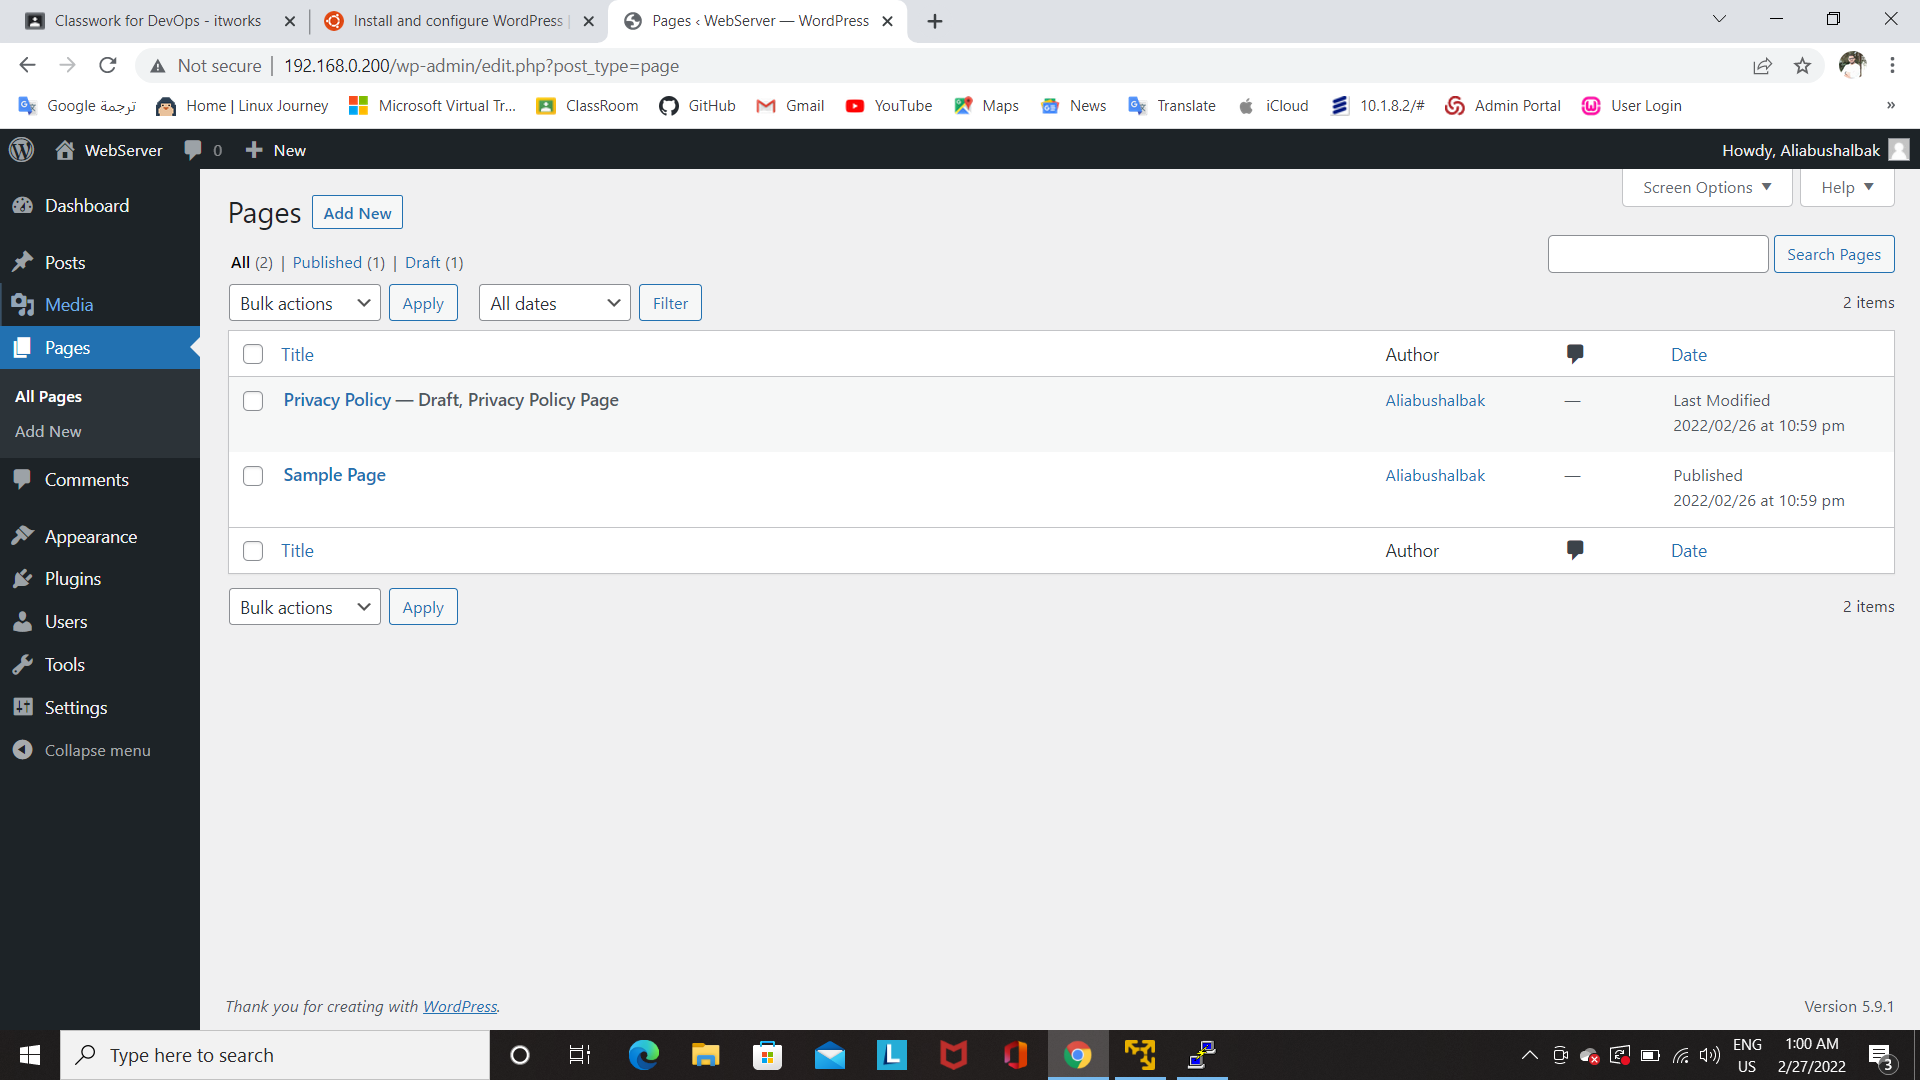 Classwork for DevOps - itworks
Install and configure WordPress
Pages ‹ WebServer — WordPress
Not secure
192.168.0.200/wp-admin/edit.php?post_type=page
Google ترجمة
Home | Linux Journey
Microsoft Virtual Tr...
ClassRoom
GitHub
Gmail
YouTube
Maps
News
Translate
iCloud
10.1.8.2/#
Admin Portal
User Login
»
WebServer
0
New
Howdy, Aliabushalbak
Dashboard
Posts
Media
Pages
All Pages
Add New
Comments
Appearance
Plugins
Users
Tools
Settings
Collapse menu
Screen Options
Help
Pages
Add New
All (2) | Published (1) | Draft (1)
Search Pages
Bulk actions
Apply
All dates
Filter
2 items
Title
Author
Date
Privacy Policy — Draft, Privacy Policy Page
Aliabushalbak
—
Last Modified
2022/02/26 at 10:59 pm
Sample Page
Aliabushalbak
—
Published
2022/02/26 at 10:59 pm
Title
Author
Date
Bulk actions
Apply
2 items
Thank you for creating with WordPress.
Version 5.9.1
Type here to search
L
ENG
US
1:00 AM
2/27/2022
3